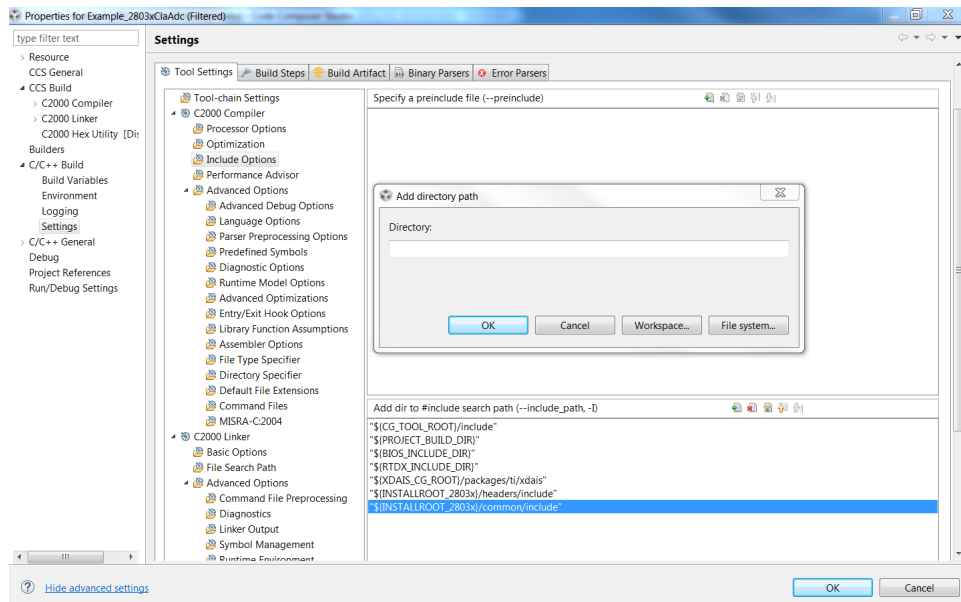 Properties for Example_2803xClaAdc (Filtered)
type filter text
Settings
Resource
CCS General
CCS Build
C2000 Compiler
C2000 Linker
C2000 Hex Utility [Dis
Builders
C/C++ Build
Build Variables
Environment
Logging
Settings
C/C++ General
Debug
Project References
Run/Debug Settings
Tool Settings
Build Steps
Build Artifact
Binary Parsers
Error Parsers
Tool-chain Settings
C2000 Compiler
Processor Options
Optimization
Include Options
Performance Advisor
Advanced Options
Advanced Debug Options
Language Options
Parser Preprocessing Options
Predefined Symbols
Diagnostic Options
Runtime Model Options
Advanced Optimizations
Entry/Exit Hook Options
Library Function Assumptions
Assembler Options
File Type Specifier
Directory Specifier
Default File Extensions
Command Files
MISRA-C:2004
C2000 Linker
Basic Options
File Search Path
Advanced Options
Command File Preprocessing
Diagnostics
Linker Output
Symbol Management
Runtime Environment
Specify a preinclude file (--preinclude)
Add directory path
Directory:
OK
Cancel
Workspace...
File system...
Add dir to #include search path (--include_path, -I)
"${CG_TOOL_ROOT}/include"
"${PROJECT_BUILD_DIR}"
"${BIOS_INCLUDE_DIR}"
"${RTDX_INCLUDE_DIR}"
"${XDAIS_CG_ROOT}/packages/ti/xdais"
"${INSTALLROOT_2803x}/headers/include"
"${INSTALLROOT_2803x}/common/include"
Hide advanced settings
OK
Cancel